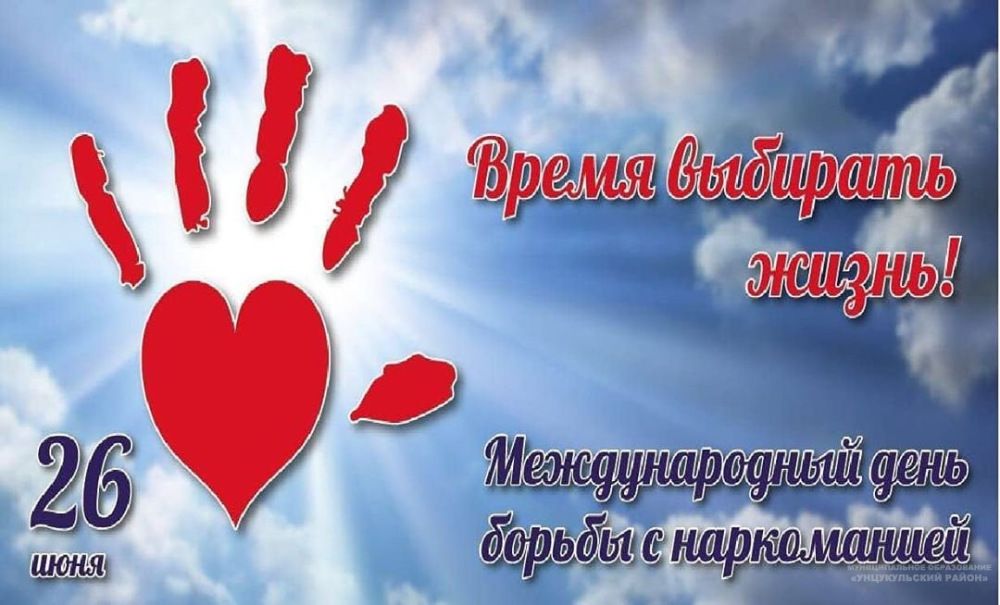 Время выбирать
жизнь!
26
июня
Международный день
борьбы с наркоманией
МУНИЦИПАЛЬНОЕ ОБРАЗОВАНИЕ
«УНЦУКУЛЬСКИЙ РАЙОН»